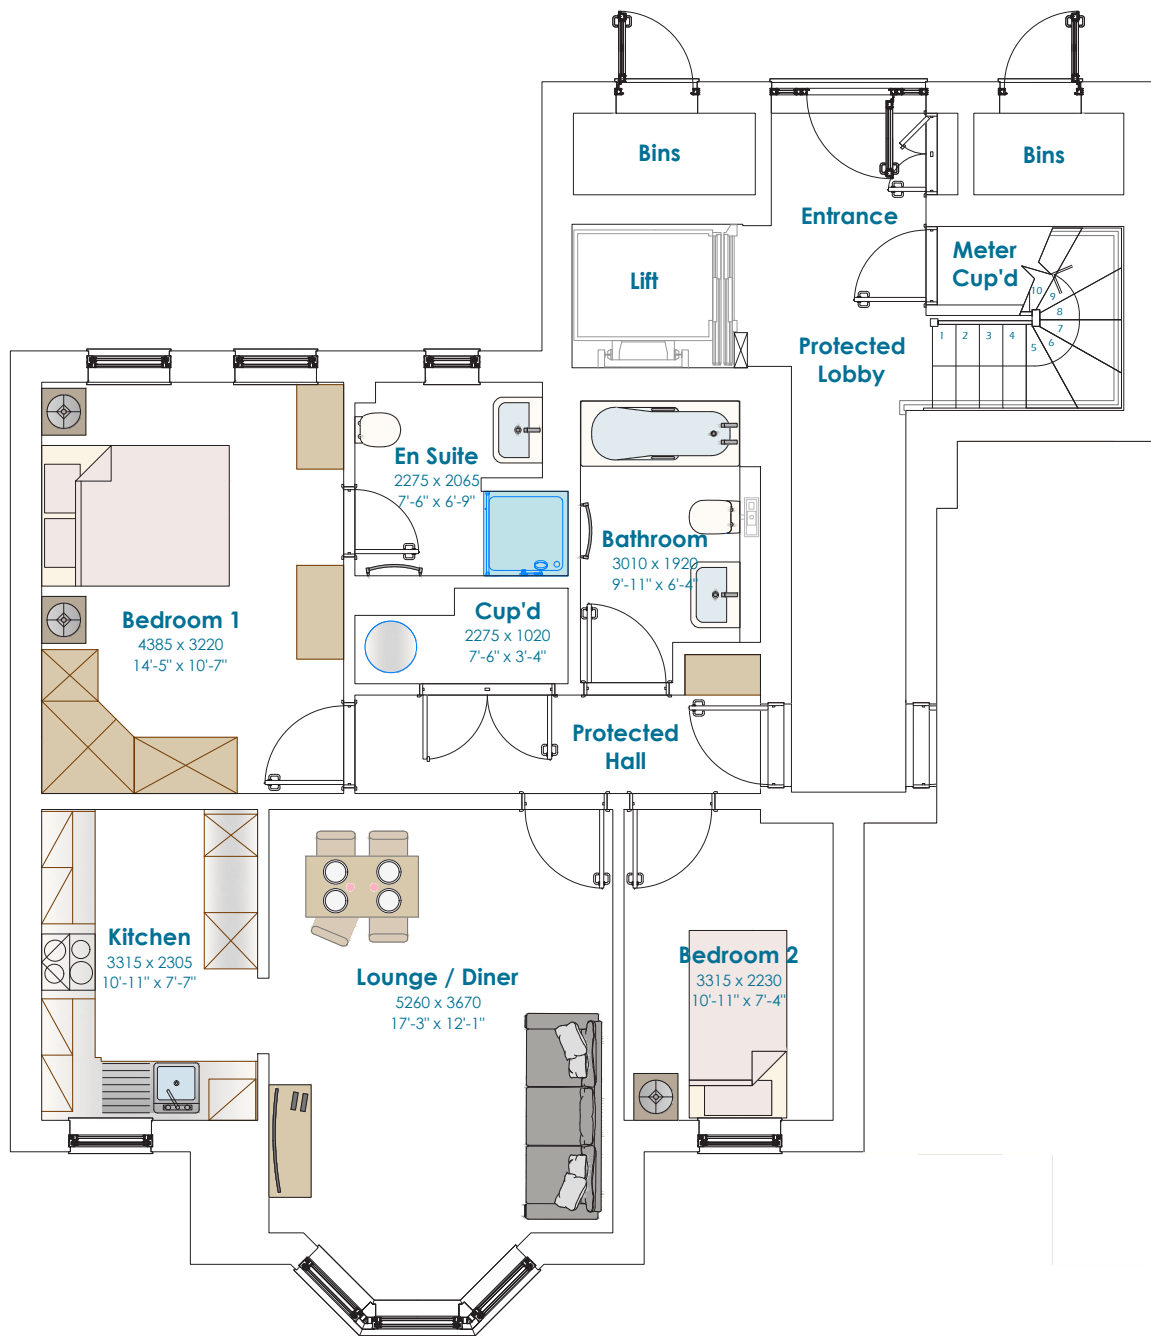 Bins
Bins
Entrance
Meter
Cup'd
Lift
10
9
8
7
6
5
1
2
3
4
Protected
Lobby
En Suite
2275 x 2065
7'-6" x 6'-9"
Bathroom
3010 x 1920
9'-11" x 6'-4"
Bedroom 1
4385 x 3220
14'-5" x 10'-7"
Cup'd
2275 x 1020
7'-6" x 3'-4"
Protected
Hall
Kitchen
3315 x 2305
10'-11" x 7'-7"
Lounge / Diner
5260 x 3670
17'-3" x 12'-1"
Bedroom 2
3315 x 2230
10'-11" x 7'-4"